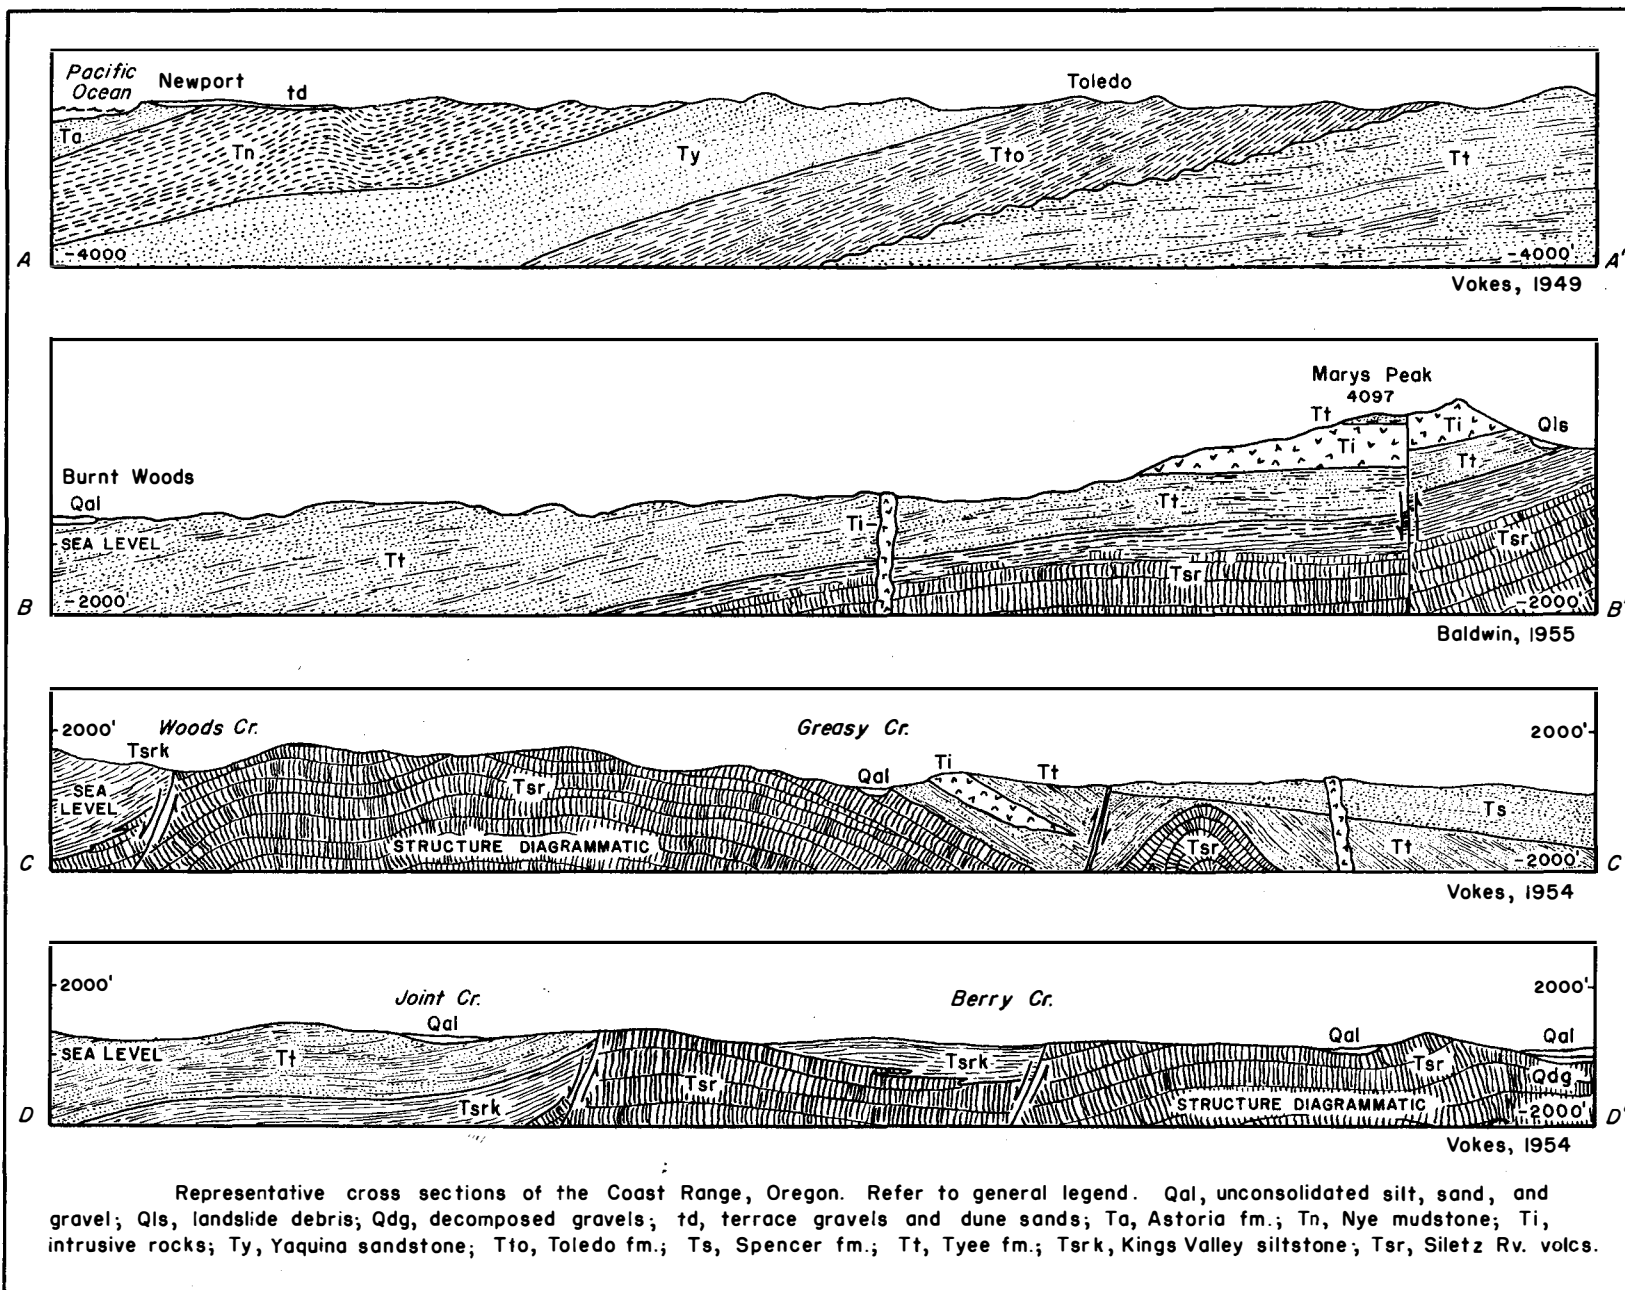 Pacific
Ocean
Newport
td
Toledo
Ta
Tn
Ty
Tto
Tt
-4000
-4000'
A
A'
Vokes, 1949
Marys Peak
4097
Tt
Ti
Ti
Qls
Tt
Burnt Woods
Qal
SEA LEVEL
Tt
Ti
Tt
Tsr
Tsr
-2000'
-2000'
B
B'
Baldwin, 1955
2000'
Woods Cr.
Greasy Cr.
2000'
Tsrk
Ti
Tt
Qal
SEA
LEVEL
Tsr
Ts
STRUCTURE DIAGRAMMATIC
Tsr
Tt
-2000'
C
C
Vokes, 1954
2000'
Joint Cr.
Berry Cr.
2000'
Qal
Qal
Qal
SEA LEVEL
Tt
Tsrk
Tsr
Tsr
Qdg
Tsrk
STRUCTURE DIAGRAMMATIC
-2000'
D
D'
Vokes, 1954
Representative cross sections of the Coast Range, Oregon. Refer to general legend. Qal, unconsolidated silt, sand, and
gravel; Qls, landslide debris; Qdg, decomposed gravels; td, terrace gravels and dune sands; Ta, Astoria fm.; Tn, Nye mudstone; Ti,
intrusive rocks; Ty, Yaquina sandstone; Tto, Toledo fm.; Ts, Spencer fm.; Tt, Tyee fm.; Tsrk, Kings Valley siltstone; Tsr, Siletz Rv. volcs.